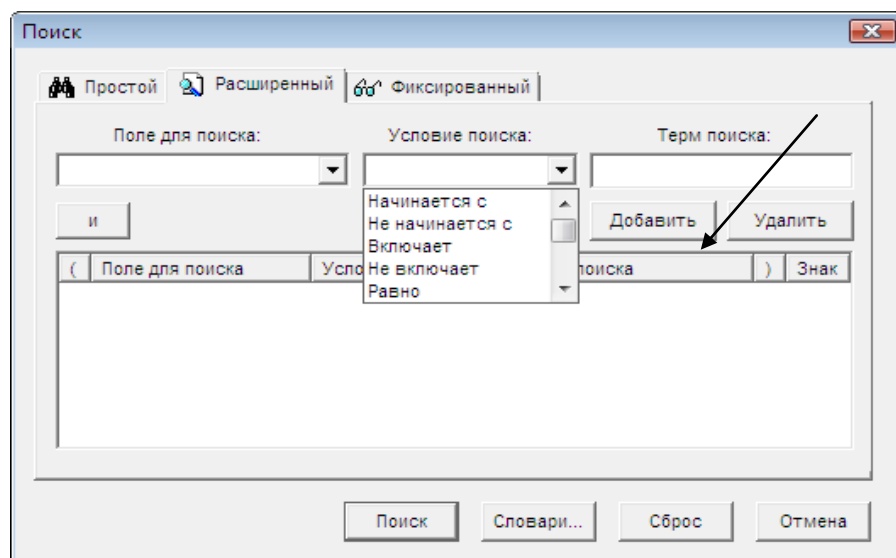 Поиск
Простой Расширенный Фиксированный
Поле для поиска: Условие поиска: Терм поиска:
Начинается с
Не начинается с
Включает
Не включает
Равно
и Добавить Удалить
( Поле для поиска Усло оиска ) Знак
Поиск Словари... Сброс Отмена